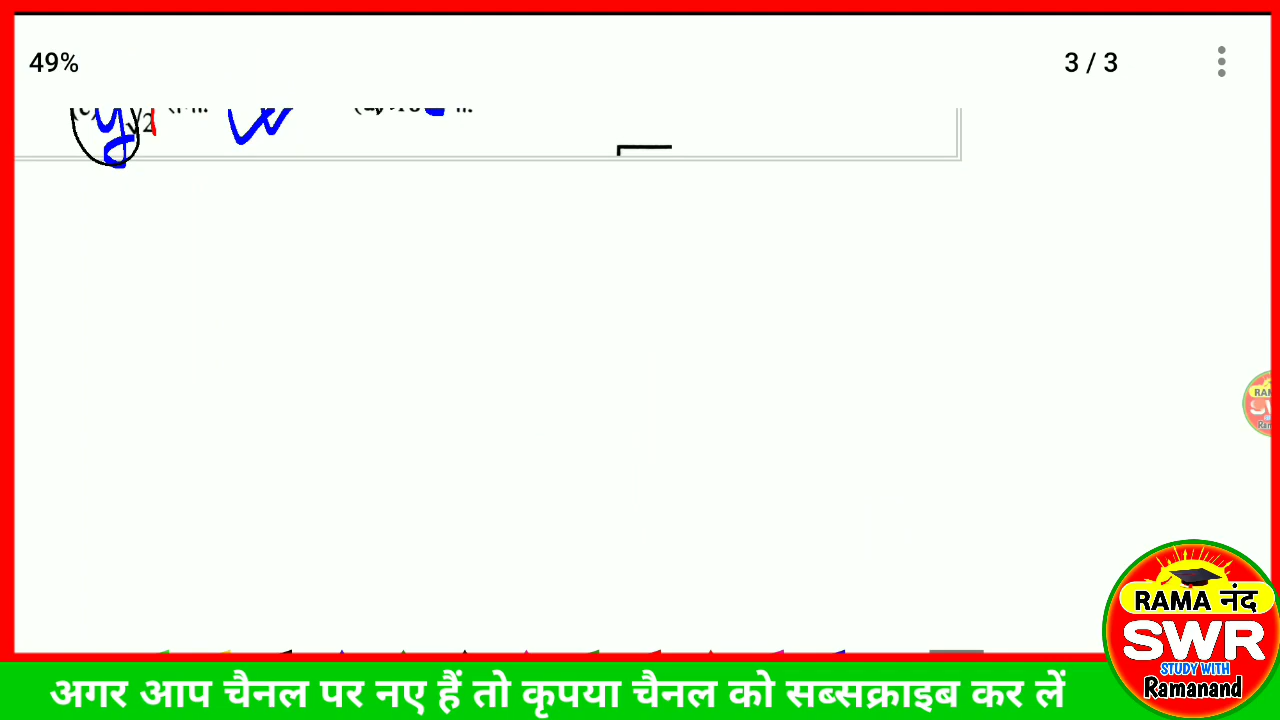 49%
3 / 3
√2
RAMA नंद
SWR
STUDY WITH
Ramanand
अगर आप चैनल पर नए हैं तो कृपया चैनल को सब्सक्राइब कर लें